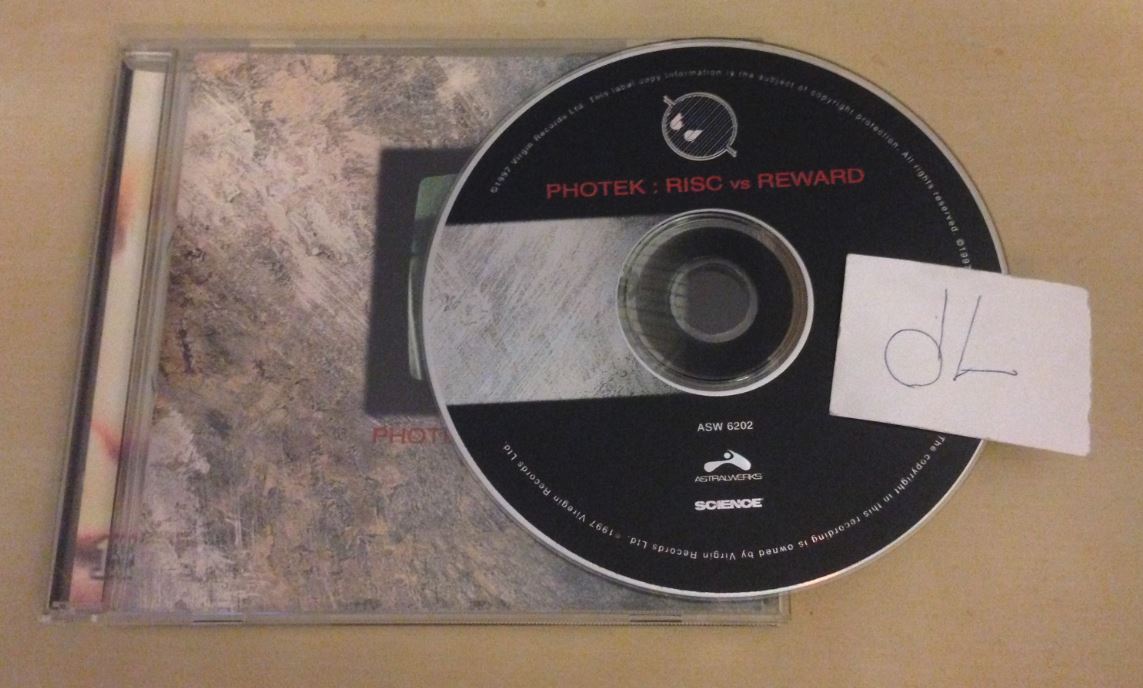 ©1997 Virgin Records Ltd. This label copy information is the subject of copyright protection. All rights reserved. ©1997
bd
PHOTEK : RISC vs REWARD
PHOT
dL
ASW 6202
ASTRALWERKS
SCIENCE
The copyright in this recording is owned by Virgin Records Ltd. ©1997 Viregin Records Ltd.